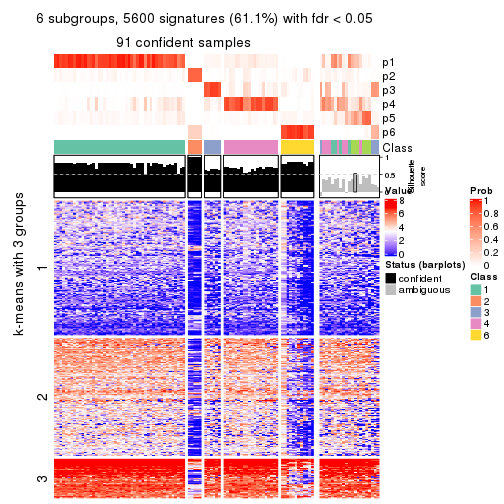 6 subgroups, 5600 signatures (61.1%) with fdr < 0.05
91 confident samples
p1
p2
p3
p4
p5
p6
Class
1
0.5
0
Silhouette
score
k-means with 3 groups
1
2
3
Value
8
6
4
2
0
Status (barplots)
confident
ambiguous
Prob
1
0.8
0.6
0.4
0.2
0
Class
1
2
3
4
5
6